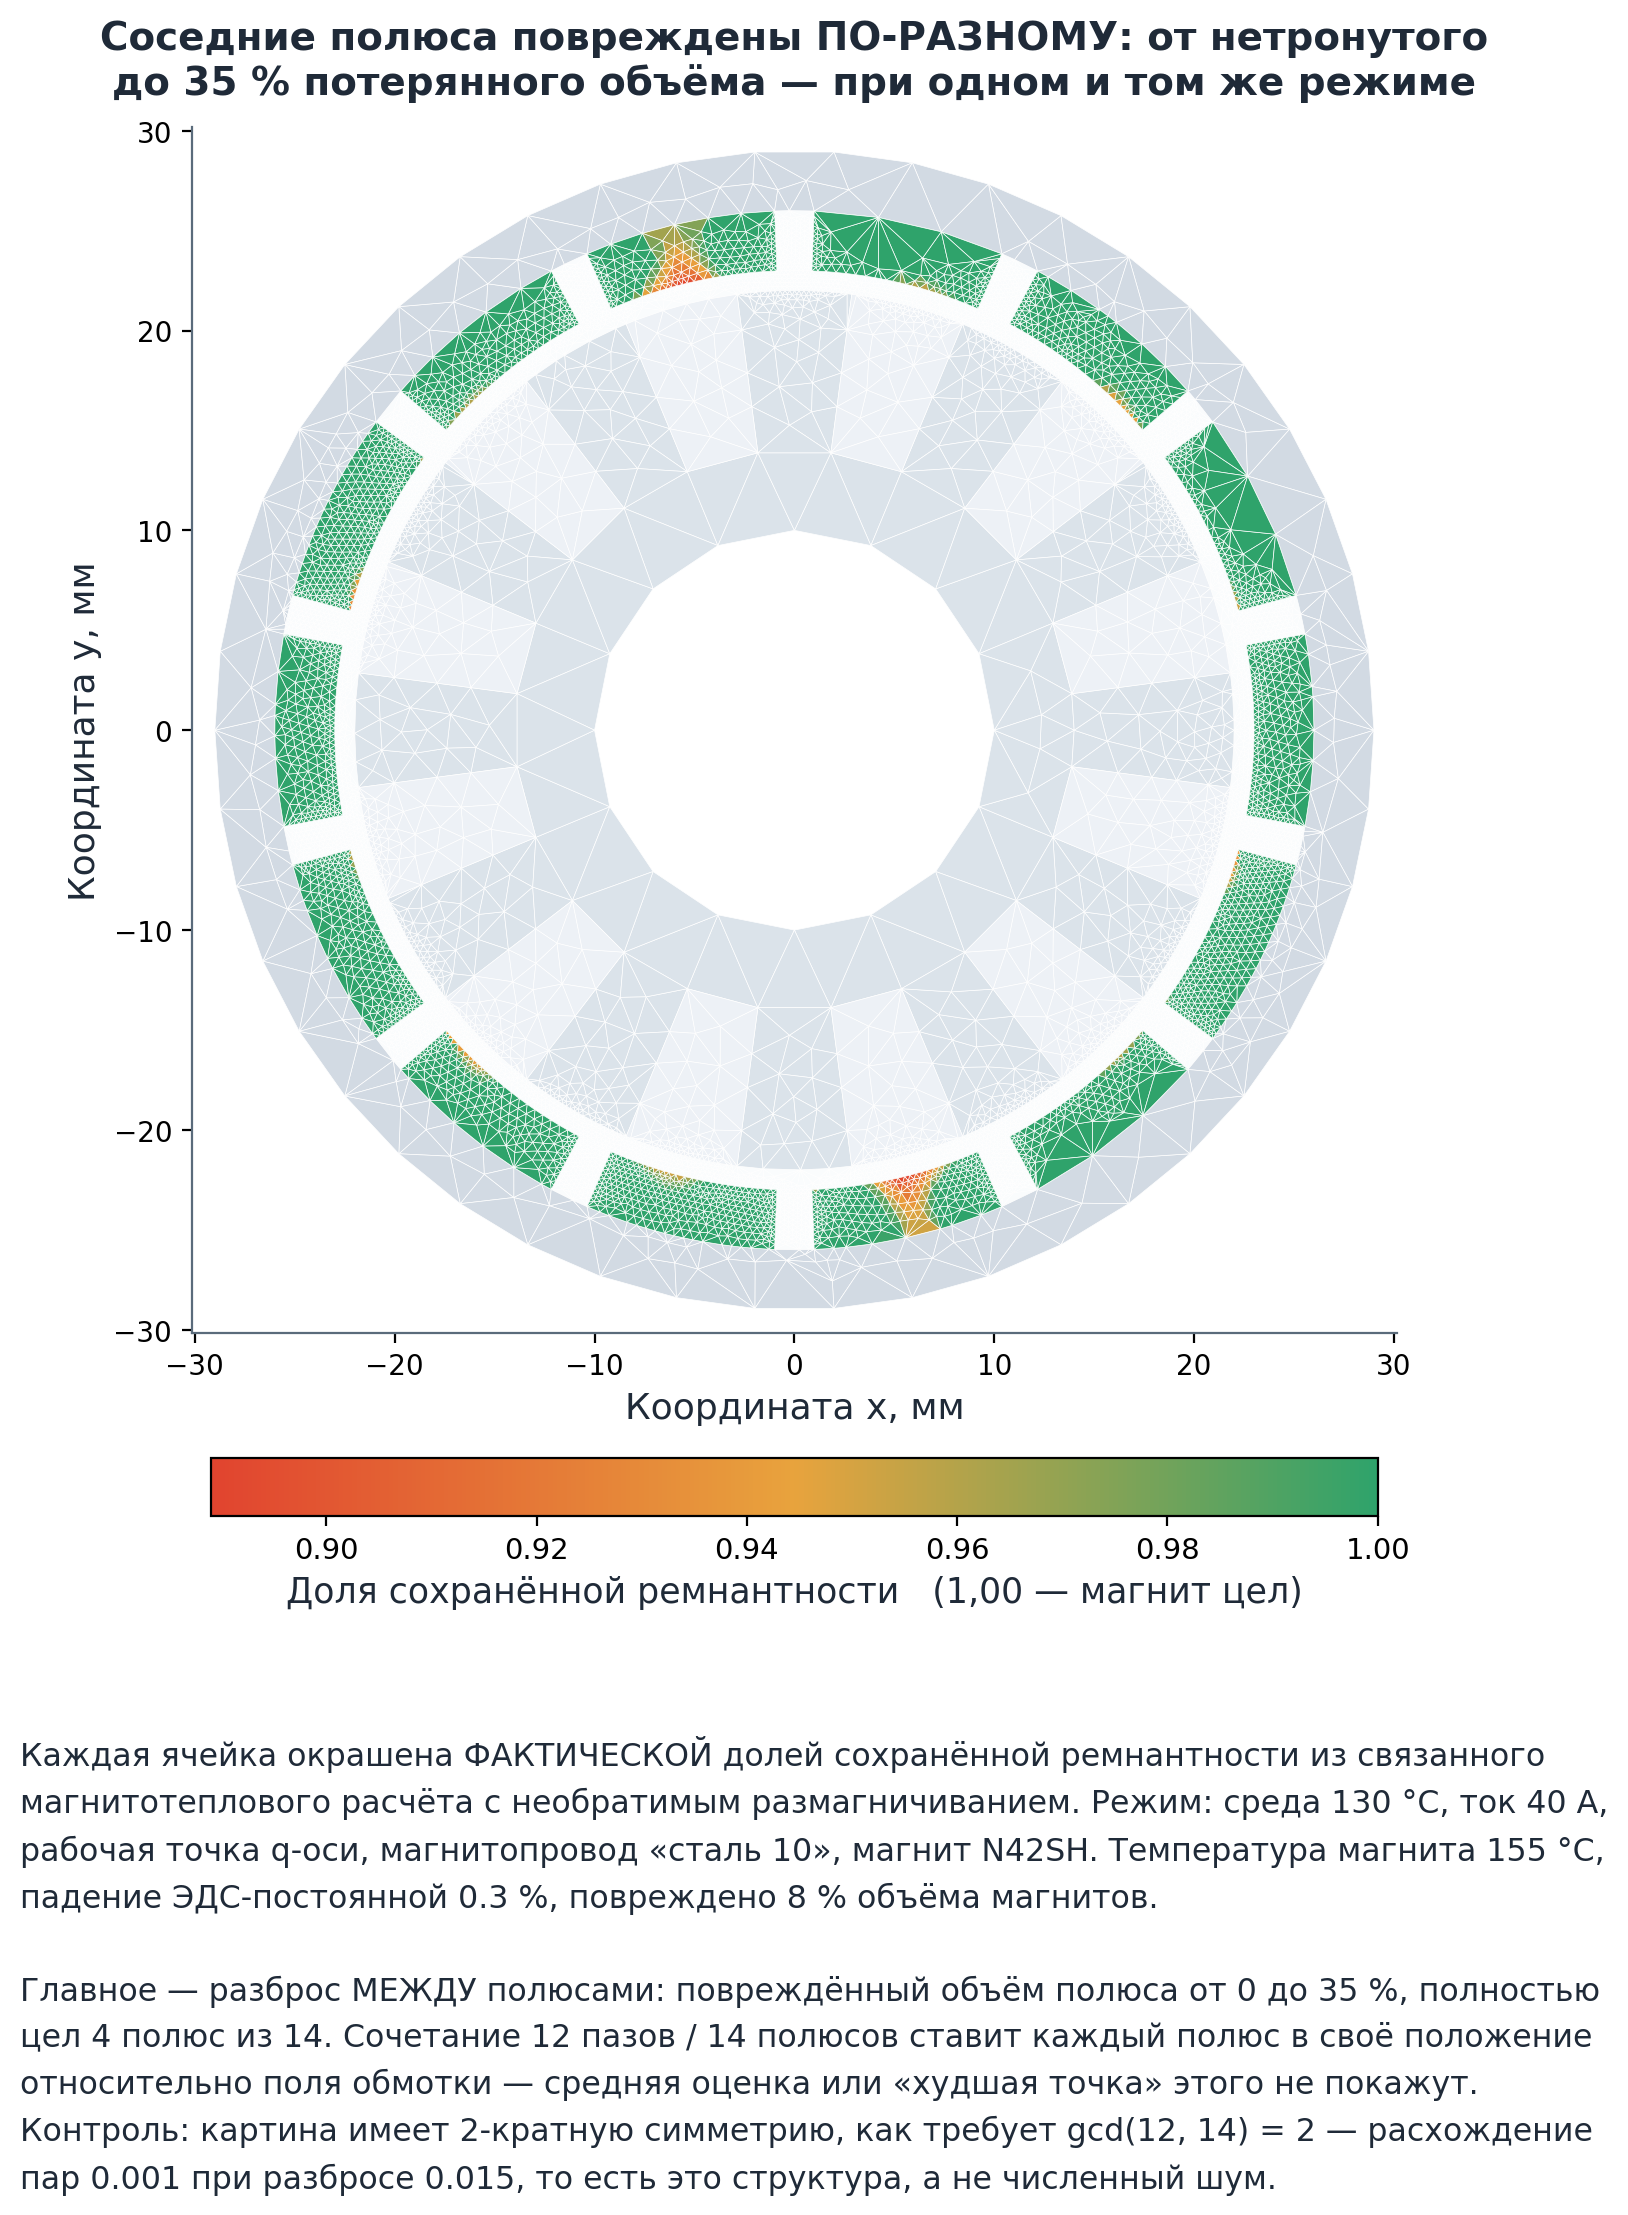 Соседние полюса повреждены ПО-РАЗНОМУ: от нетронутого
до 35 % потерянного объёма — при одном и том же режиме
30
20
10
0
−10
−20
−30
Координата y, мм
−30 −20 −10 0 10 20 30
Координата x, мм
0.90 0.92 0.94 0.96 0.98 1.00
Доля сохранённой ремнантности (1,00 — магнит цел)
Каждая ячейка окрашена ФАКТИЧЕСКОЙ долей сохранённой ремнантности из связанного
магнитотеплового расчёта с необратимым размагничиванием. Режим: среда 130 °C, ток 40 А,
рабочая точка q-оси, магнитопровод «сталь 10», магнит N42SH. Температура магнита 155 °C,
падение ЭДС-постоянной 0.3 %, повреждено 8 % объёма магнитов.
Главное — разброс МЕЖДУ полюсами: повреждённый объём полюса от 0 до 35 %, полностью
цел 4 полюс из 14. Сочетание 12 пазов / 14 полюсов ставит каждый полюс в своё положение
относительно поля обмотки — средняя оценка или «худшая точка» этого не покажут.
Контроль: картина имеет 2-кратную симметрию, как требует gcd(12, 14) = 2 — расхождение
пар 0.001 при разбросе 0.015, то есть это структура, а не численный шум.